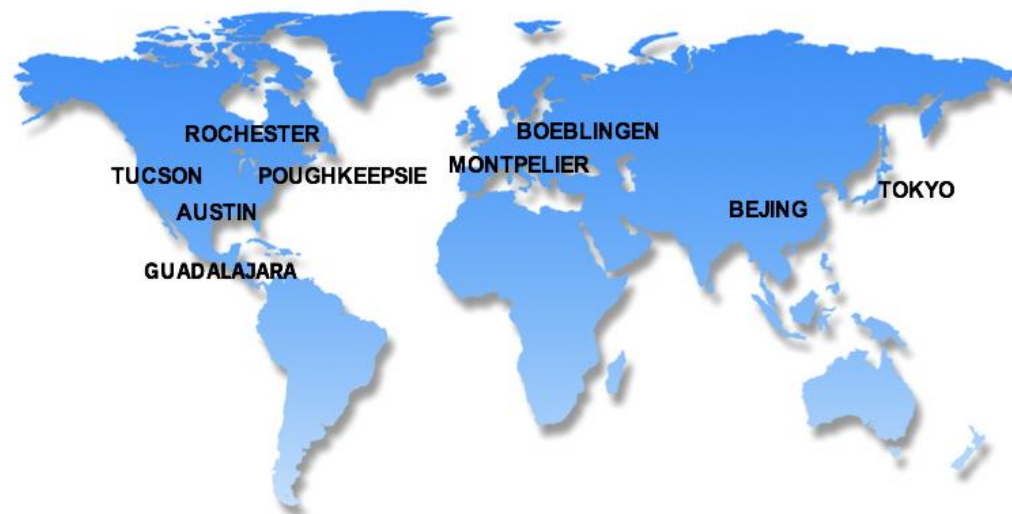 ROCHESTER
BOEBLINGEN
TUCSON
POUGHKEEPSIE
MONTPELIER
TOKYO
AUSTIN
BEJING
GUADALAJARA